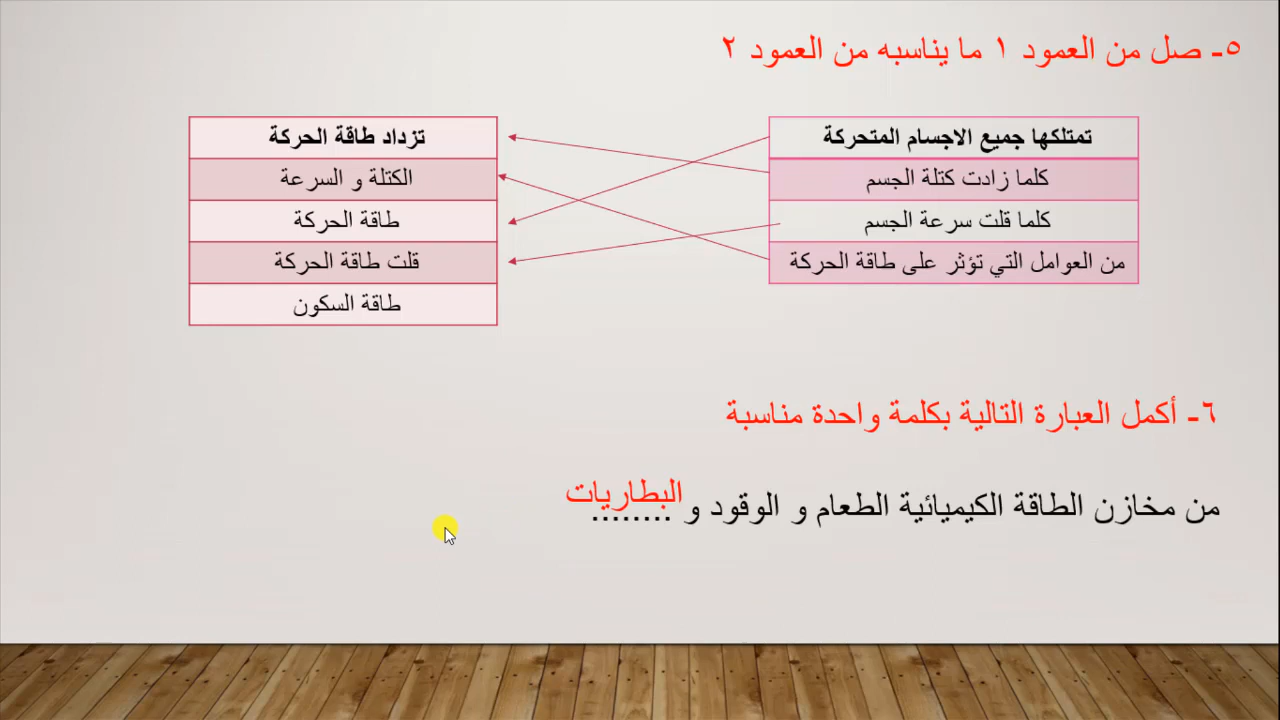 ٥- صل من العمود ١ ما يناسبه من العمود ٢
تمتلكها جميع الاجسام المتحركة
كلما زادت كتلة الجسم
كلما قلت سرعة الجسم
من العوامل التي تؤثر على طاقة الحركة
تزداد طاقة الحركة
الكتلة و السرعة
طاقة الحركة
قلت طاقة الحركة
طاقة السكون
٦- أكمل العبارة التالية بكلمة واحدة مناسبة
من مخازن الطاقة الكيميائية الطعام و الوقود و ........ البطاريات